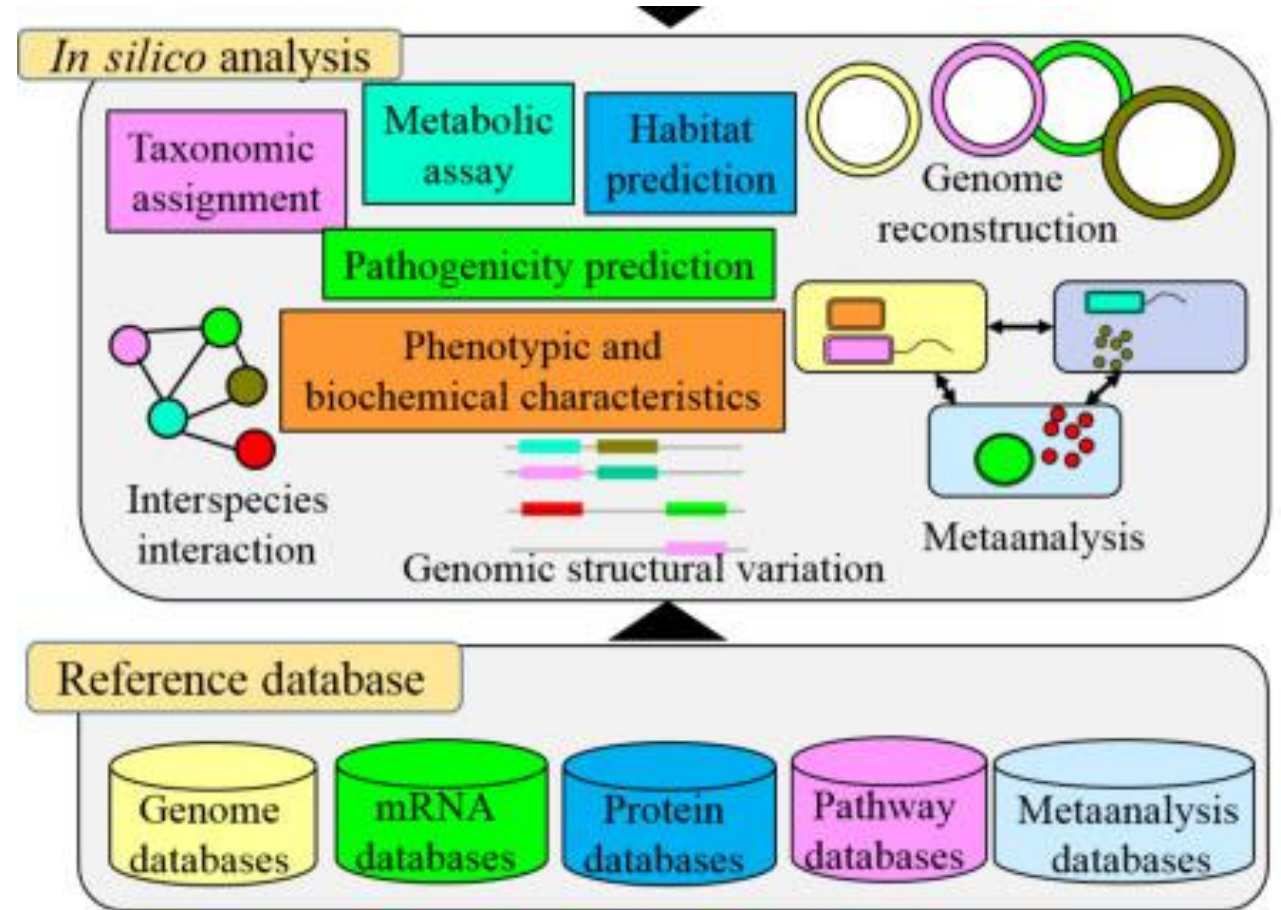 In silico analysis
Taxonomic
assignment
Metabolic
assay
Habitat
prediction
Genome
reconstruction
Pathogenicity prediction
Phenotypic and
biochemical characteristics
Interspecies
interaction
Genomic structural variation
Metaanalysis
Reference database
Genome
databases
mRNA
databases
Protein
databases
Pathway
databases
Metaanalysis
databases